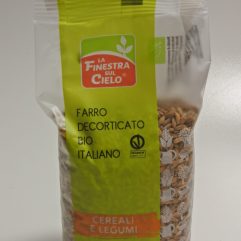 LA
FINESTRA
SUL
CIELO®
FARRO
DECORTICATO
BIO
ITALIANO
CEREALI
E LEGUMI